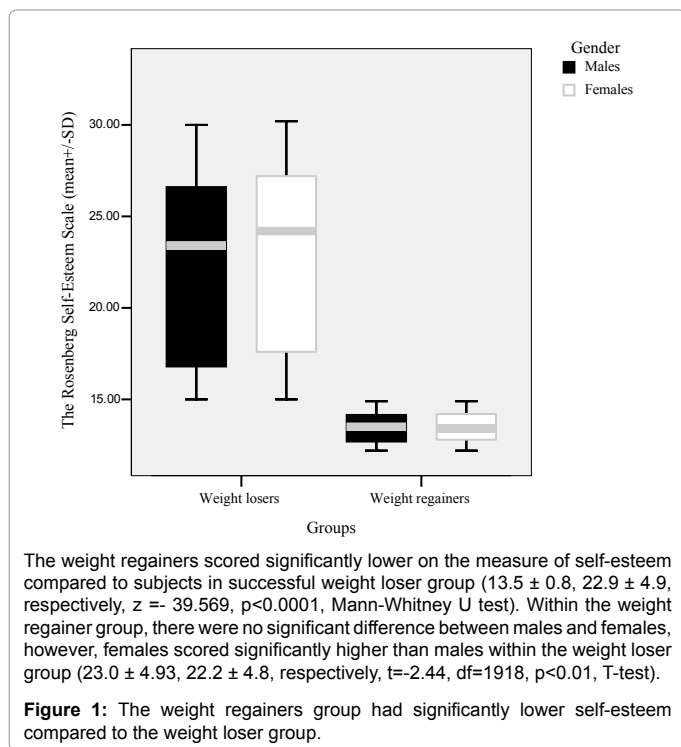 Gender
Males
Females
The Rosenberg Self-Esteem Scale (mean+/-SD)
30.00
25.00
20.00
15.00
Weight losers Weight regainers
Groups
The weight regainers scored significantly lower on the measure of self-esteem
compared to subjects in successful weight loser group (13.5 ± 0.8, 22.9 ± 4.9,
respectively, z =- 39.569, p<0.0001, Mann-Whitney U test). Within the weight
regainer group, there were no significant difference between males and females,
however, females scored significantly higher than males within the weight loser
group (23.0 ± 4.93, 22.2 ± 4.8, respectively, t=-2.44, df=1918, p<0.01, T-test).
Figure 1: The weight regainers group had significantly lower self-esteem
compared to the weight loser group.